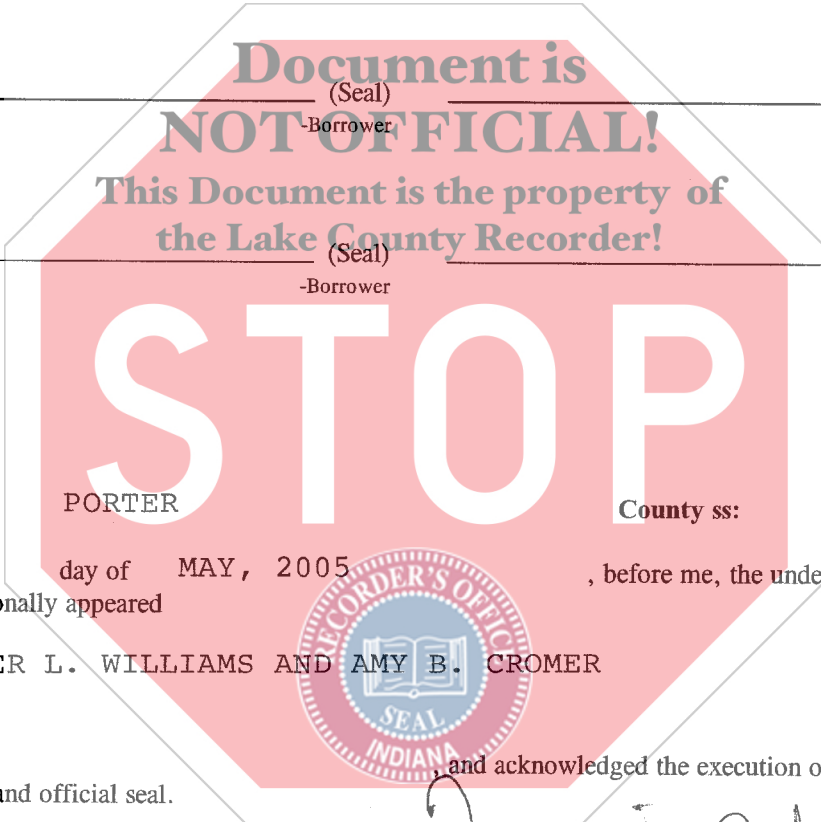 Document is
(Seal)
-Borrower
NOT OFFICIAL!
This Document is the property of
the Lake County Recorder!
(Seal)
-Borrower
STOP
PORTER County ss:
day of MAY, 2005 , before me, the unde
onally appeared
ER L. WILLIAMS AND AMY B. CROMER
RECORDER'S OFFICE
SEAL
INDIANA
, and acknowledged the execution o
and official seal.